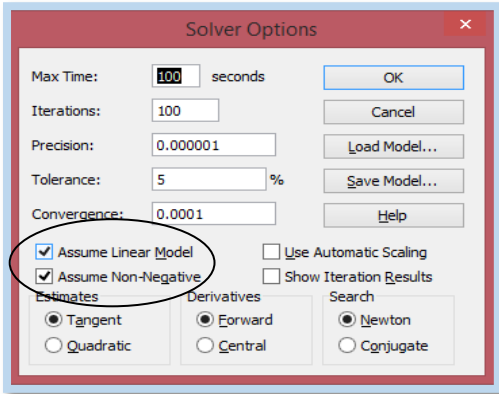 Solver Options
Max Time: 100 seconds OK
Iterations: 100 Cancel
Precision: 0.000001 Load Model...
Tolerance: 5 % Save Model...
Convergence: 0.0001 Help
Assume Linear Model Use Automatic Scaling
Assume Non-Negative Show Iteration Results
Estimates Derivatives Search
Tangent Forward Newton
Quadratic Central Conjugate